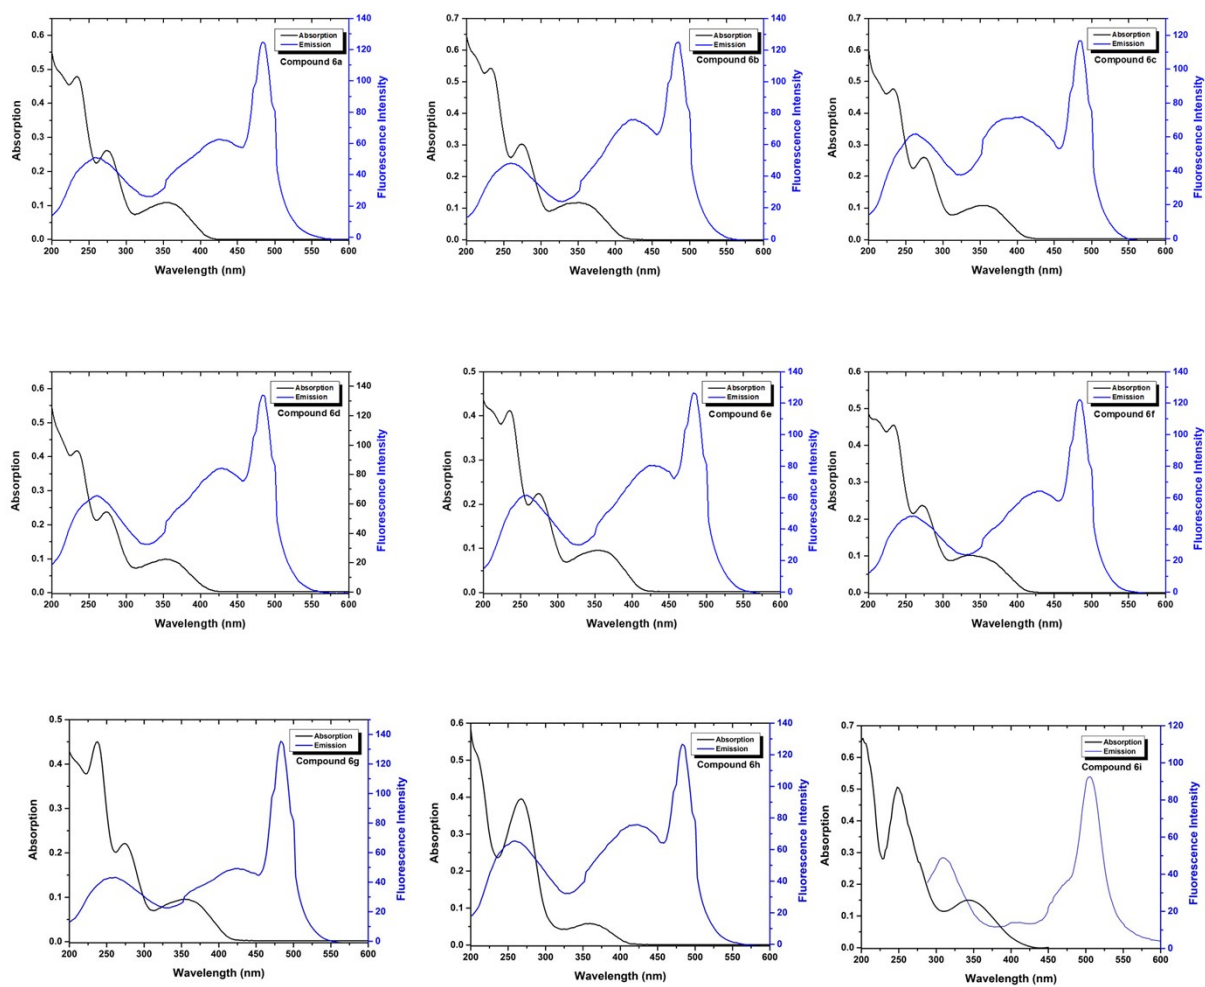 Absorption
Emission
Compound 6a
Absorption
0.6
0.5
0.4
0.3
0.2
0.1
0.0
140
120
100
80
60
40
20
0
Fluorescence Intensity
200 250 300 350 400 450 500 550 600
Wavelength (nm)
Absorption
Emission
Compound 6b
Absorption
0.7
0.6
0.5
0.4
0.3
0.2
0.1
0.0
140
120
100
80
60
40
20
0
Fluorescence Intensity
200 250 300 350 400 450 500 550 600
Wavelength (nm)
Absorption
Emission
Compound 6c
Absorption
0.7
0.6
0.5
0.4
0.3
0.2
0.1
0.0
120
100
80
60
40
20
0
Fluorescence Intensity
200 250 300 350 400 450 500 550 600
Wavelength (nm)
Absorption
Emission
Compound 6d
Absorption
0.6
0.5
0.4
0.3
0.2
0.1
0.0
140
120
100
80
60
40
20
0
Fluorescence Intensity
200 250 300 350 400 450 500 550 600
Wavelength (nm)
Absorption
Emission
Compound 6e
Absorption
0.5
0.4
0.3
0.2
0.1
0.0
140
120
100
80
60
40
20
0
Fluorescence Intensity
200 250 300 350 400 450 500 550 600
Wavelength (nm)
Absorption
Emission
Compound 6f
Absorption
0.6
0.5
0.4
0.3
0.2
0.1
0.0
140
120
100
80
60
40
20
0
Fluorescence Intensity
200 250 300 350 400 450 500 550 600
Wavelength (nm)
Absorption
Emission
Compound 6g
Absorption
0.5
0.4
0.3
0.2
0.1
0.0
140
120
100
80
60
40
20
0
Fluorescence Intensity
200 250 300 350 400 450 500 550 600
Wavelength (nm)
Absorption
Emission
Compound 6h
Absorption
0.6
0.5
0.4
0.3
0.2
0.1
0.0
140
120
100
80
60
40
20
0
Fluorescence Intensity
200 250 300 350 400 450 500 550 600
Wavelength (nm)
Absorption
Emission
Compound 6i
Absorption
0.7
0.6
0.5
0.4
0.3
0.2
0.1
0.0
120
100
80
60
40
20
0
Fluorescence Intensity
200 250 300 350 400 450 500 550 600
Wavelength (nm)